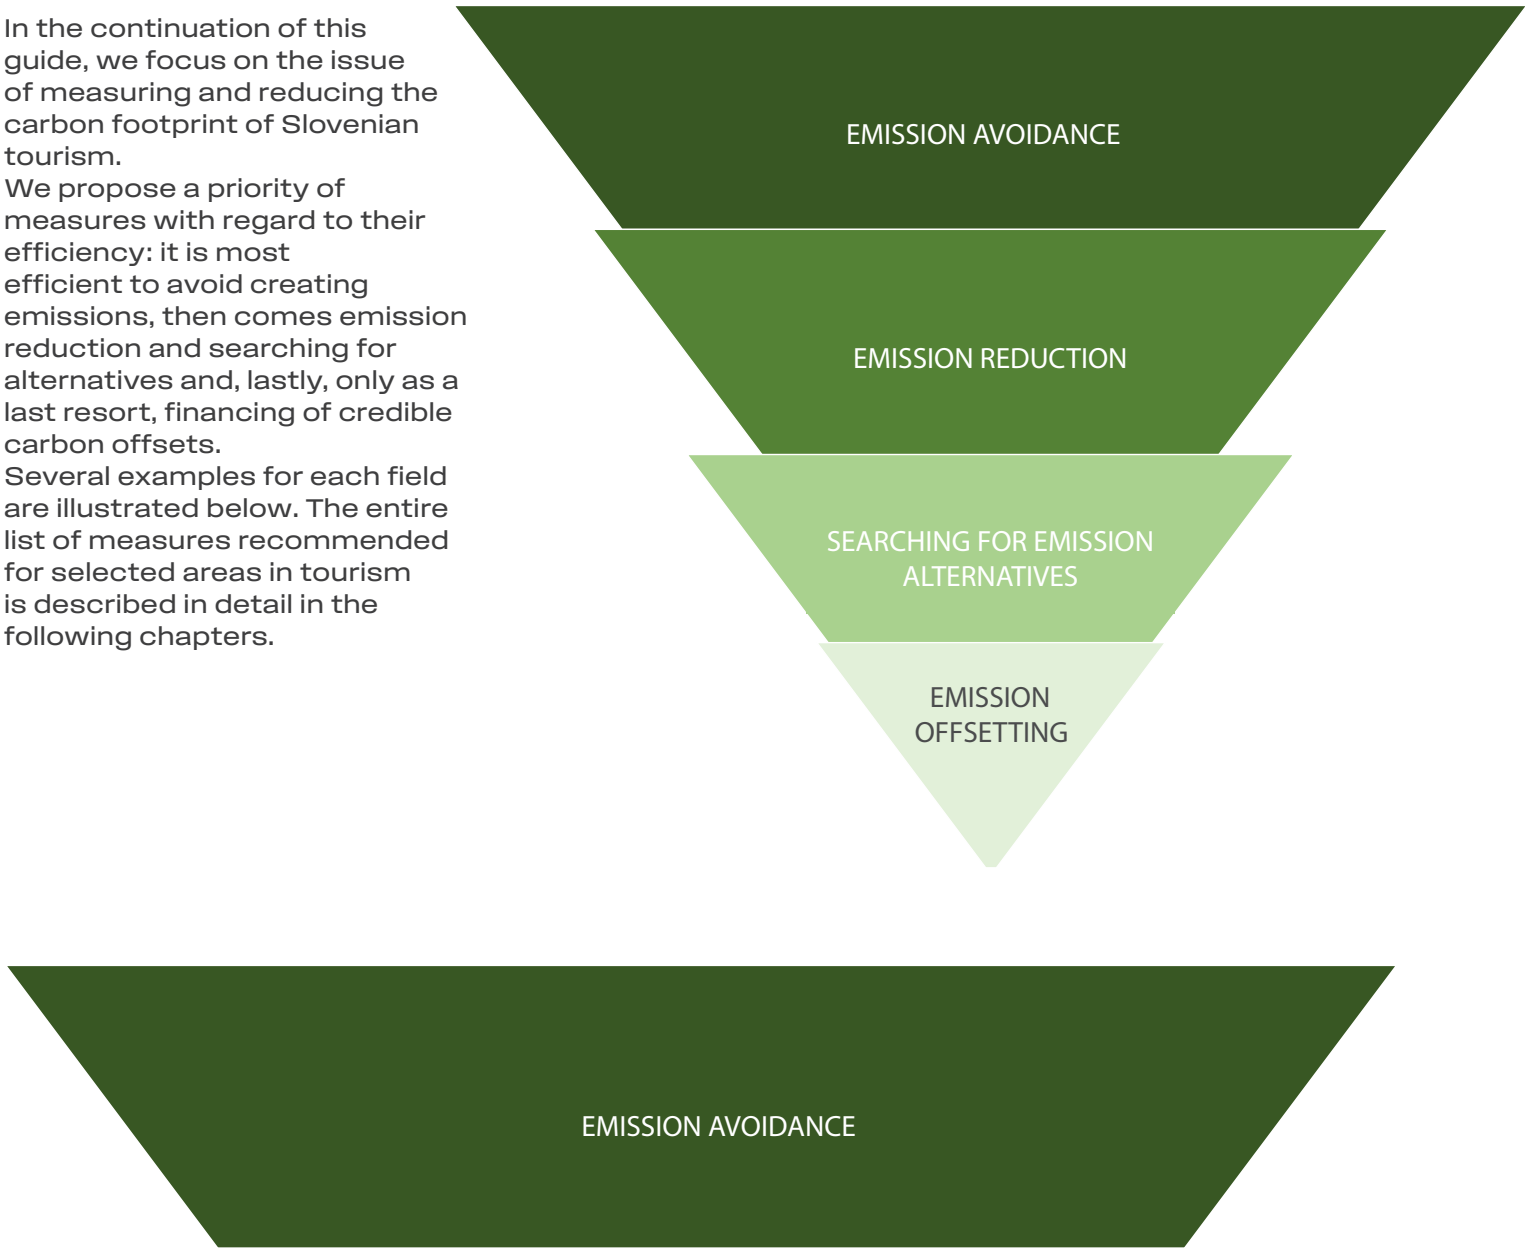 In the continuation of this
guide, we focus on the issue
of measuring and reducing the
carbon footprint of Slovenian
tourism.
We propose a priority of
measures with regard to their
efficiency: it is most
efficient to avoid creating
emissions, then comes emission
reduction and searching for
alternatives and, lastly, only as a
last resort, financing of credible
carbon offsets.
Several examples for each field
are illustrated below. The entire
list of measures recommended
for selected areas in tourism
is described in detail in the
following chapters.
EMISSION AVOIDANCE
EMISSION REDUCTION
SEARCHING FOR EMISSION
ALTERNATIVES
EMISSION
OFFSETTING
EMISSION AVOIDANCE